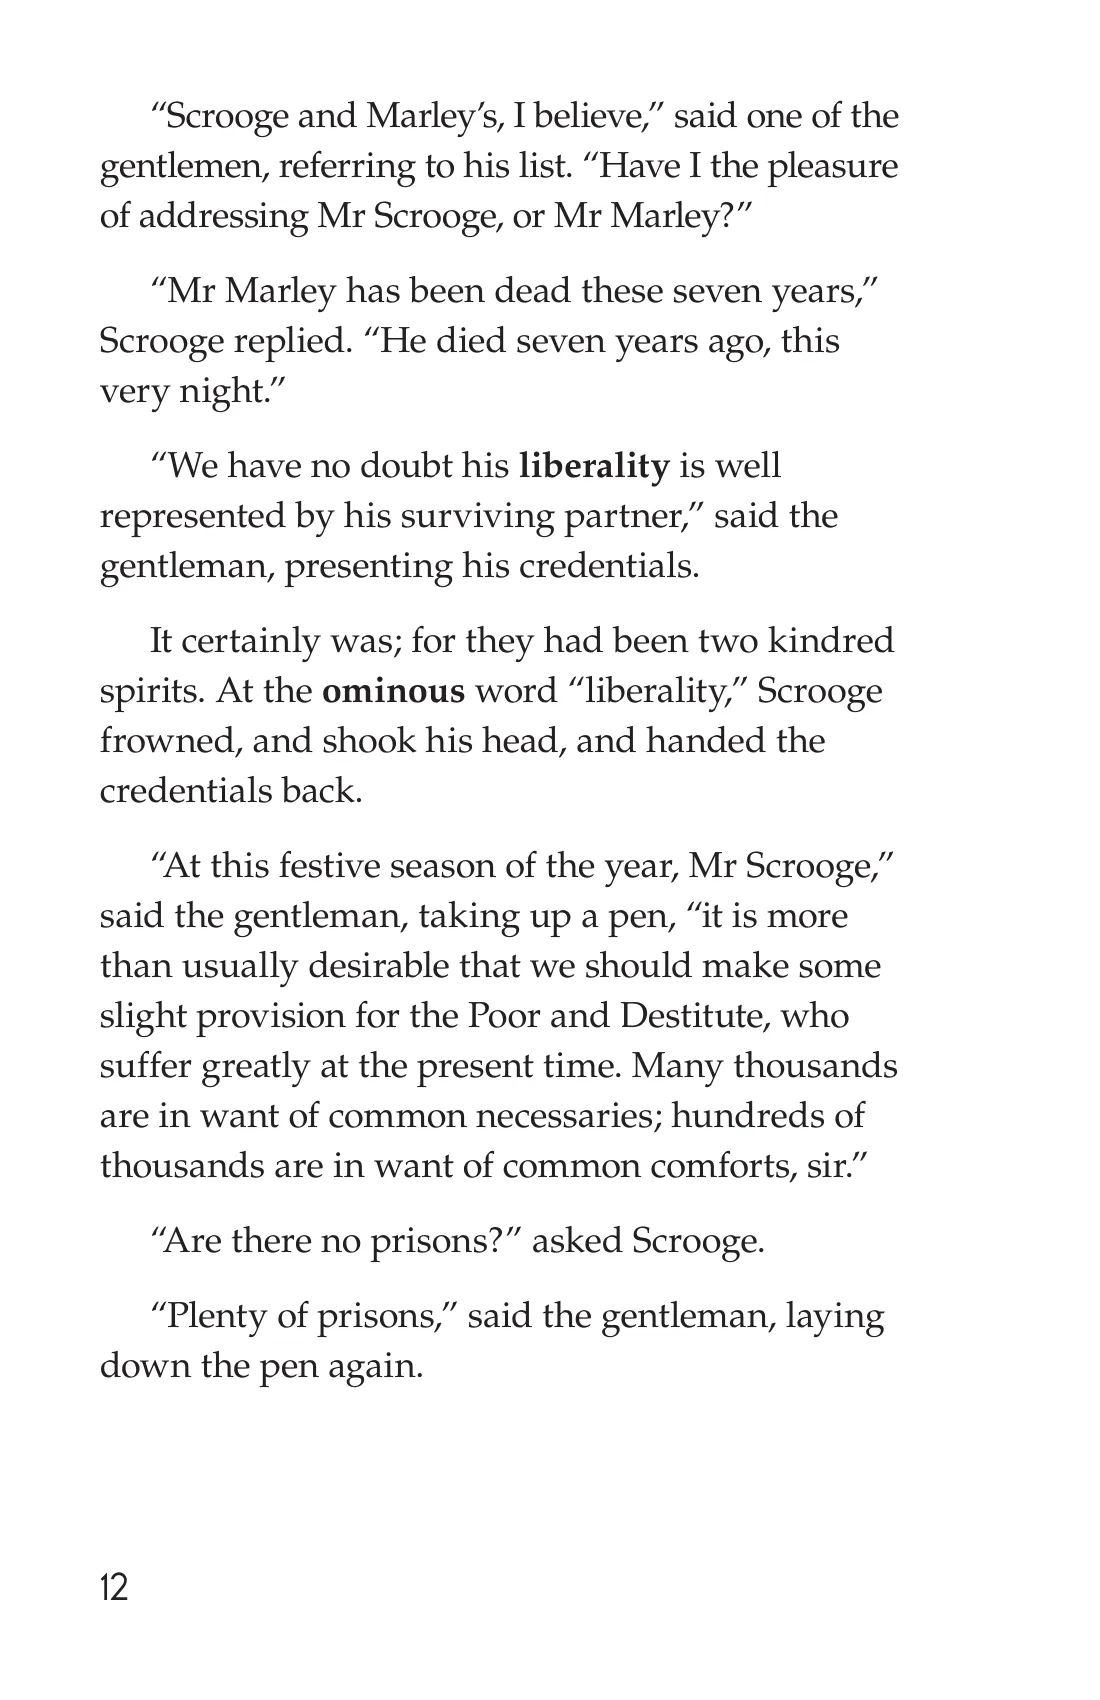 “Scrooge and Marley’s, I believe,” said one of the
gentlemen, referring to his list. “Have I the pleasure
of addressing Mr Scrooge, or Mr Marley?”
“Mr Marley has been dead these seven years,”
Scrooge replied. “He died seven years ago, this
very night.”
“We have no doubt his liberality is well
represented by his surviving partner,” said the
gentleman, presenting his credentials.
It certainly was; for they had been two kindred
spirits. At the ominous word “liberality,” Scrooge
frowned, and shook his head, and handed the
credentials back.
“At this festive season of the year, Mr Scrooge,”
said the gentleman, taking up a pen, “it is more
than usually desirable that we should make some
slight provision for the Poor and Destitute, who
suffer greatly at the present time. Many thousands
are in want of common necessaries; hundreds of
thousands are in want of common comforts, sir.”
“Are there no prisons?” asked Scrooge.
“Plenty of prisons,” said the gentleman, laying
down the pen again.
12